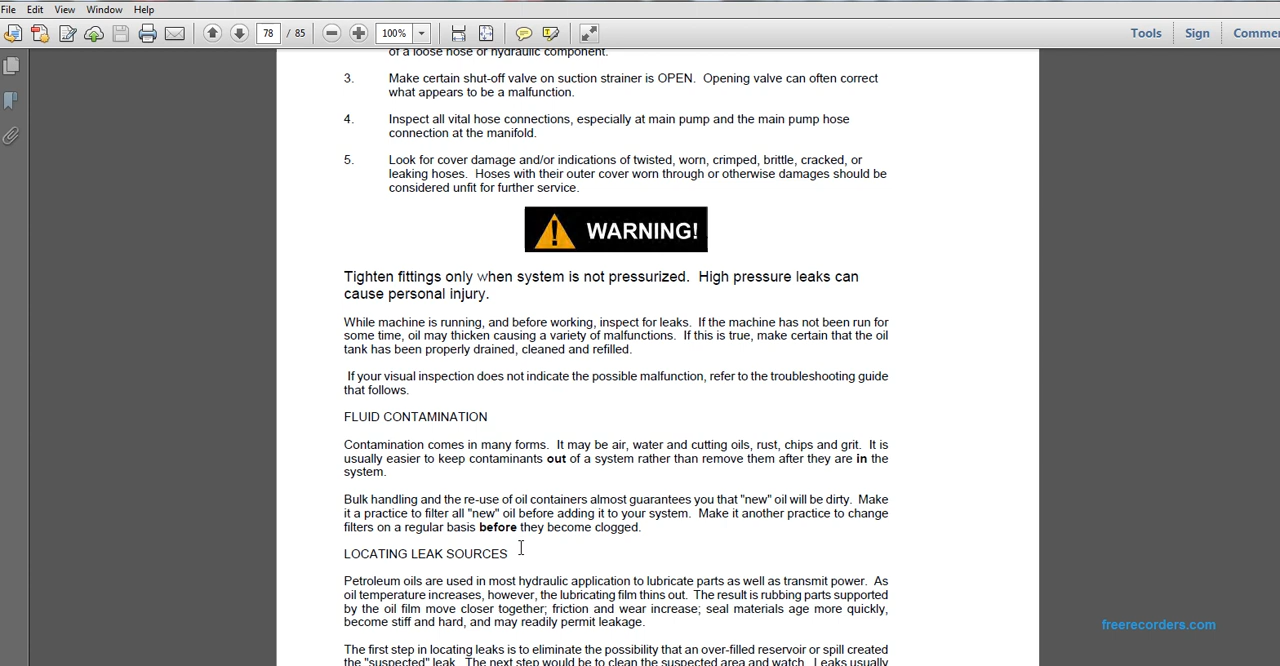 File Edit View Window Help
78 / 85 100% Tools Sign Comme
of a loose hose or hydraulic component.
3. Make certain shut-off valve on suction strainer is OPEN. Opening valve can often correct
what appears to be a malfunction.
4. Inspect all vital hose connections, especially at main pump and the main pump hose
connection at the manifold.
5. Look for cover damage and/or indications of twisted, worn, crimped, brittle, cracked, or
leaking hoses. Hoses with their outer cover worn through or otherwise damages should be
considered unfit for further service.
WARNING!
Tighten fittings only when system is not pressurized. High pressure leaks can
cause personal injury.
While machine is running, and before working, inspect for leaks. If the machine has not been run for
some time, oil may thicken causing a variety of malfunctions. If this is true, make certain that the oil
tank has been properly drained, cleaned and refilled.
If your visual inspection does not indicate the possible malfunction, refer to the troubleshooting guide
that follows.
FLUID CONTAMINATION
Contamination comes in many forms. It may be air, water and cutting oils, rust, chips and grit. It is
usually easier to keep contaminants out of a system rather than remove them after they are in the
system.
Bulk handling and the re-use of oil containers almost guarantees you that "new" oil will be dirty. Make
it a practice to filter all "new" oil before adding it to your system. Make it another practice to change
filters on a regular basis before they become clogged.
LOCATING LEAK SOURCES
Petroleum oils are used in most hydraulic application to lubricate parts as well as transmit power. As
oil temperature increases, however, the lubricating film thins out. The result is rubbing parts supported
by the oil film move closer together; friction and wear increase; seal materials age more quickly,
become stiff and hard, and may readily permit leakage.
freerecorders.com
The first step in locating leaks is to eliminate the possibility that an over-filled reservoir or spill created
the "suspected" leak. The next step would be to clean the suspected area and watch. Leaks usually